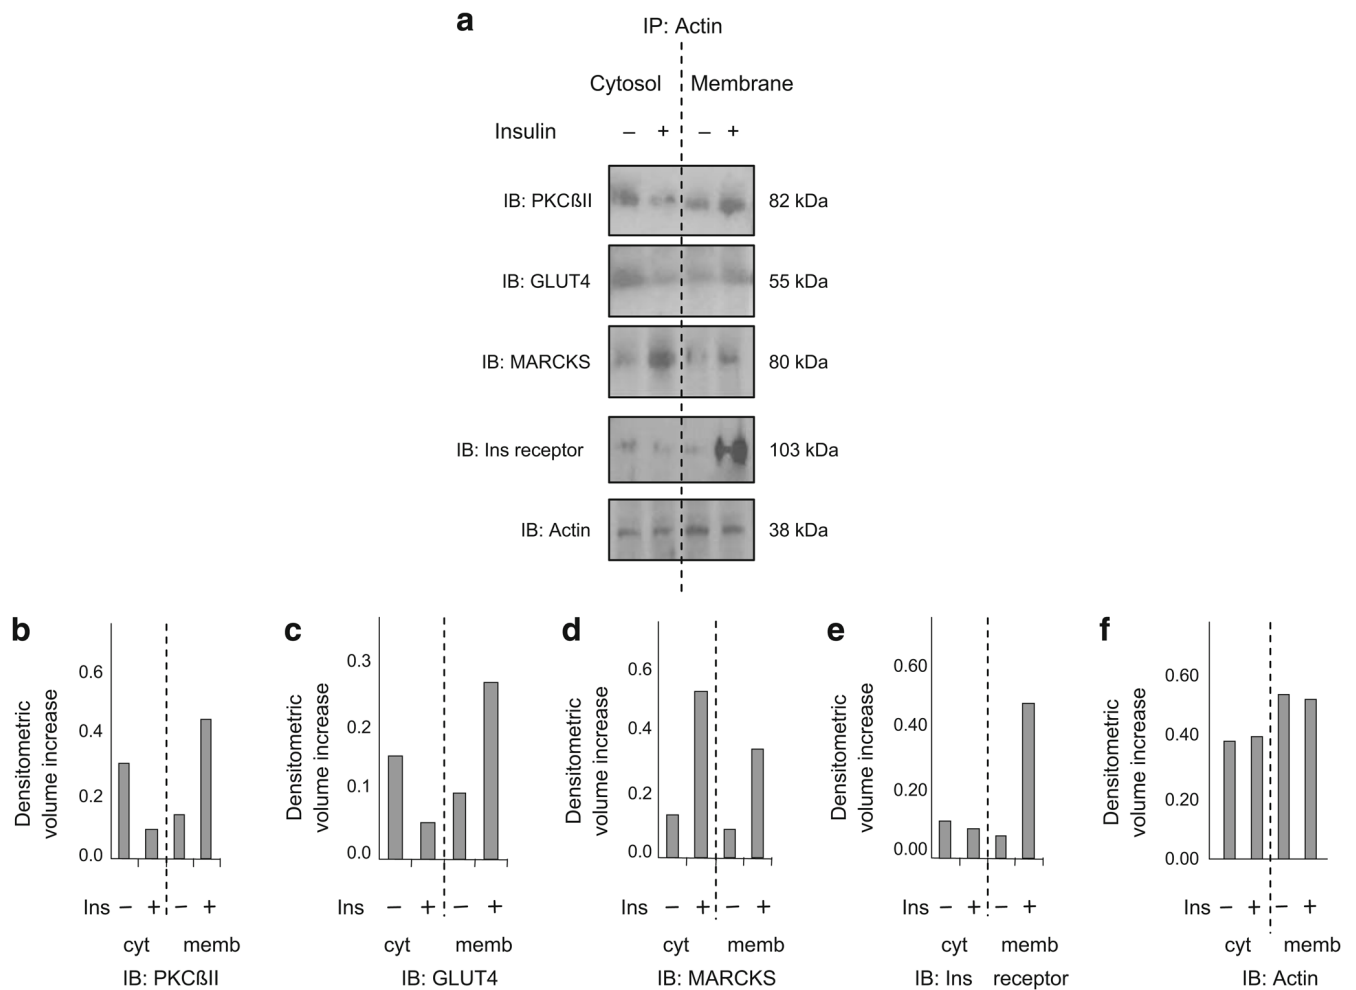 a
IP: Actin
Cytosol Membrane
Insulin – + – +
IB: PKCßII 82 kDa
IB: GLUT4 55 kDa
IB: MARCKS 80 kDa
IB: Ins receptor 103 kDa
IB: Actin 38 kDa
b
Densitometric
volume increase
0.6
0.4
0.2
0.0
Ins – + – +
cyt memb
IB: PKCßII
c
Densitometric
volume increase
0.3
0.2
0.1
0.0
Ins – + – +
cyt memb
IB: GLUT4
d
Densitometric
volume increase
0.6
0.4
0.2
0.0
Ins – + – +
cyt memb
IB: MARCKS
e
Densitometric
volume increase
0.60
0.40
0.20
0.00
Ins – + – +
cyt memb
IB: Ins receptor
f
Densitometric
volume increase
0.60
0.40
0.20
0.00
Ins – + – +
cyt memb
IB: Actin